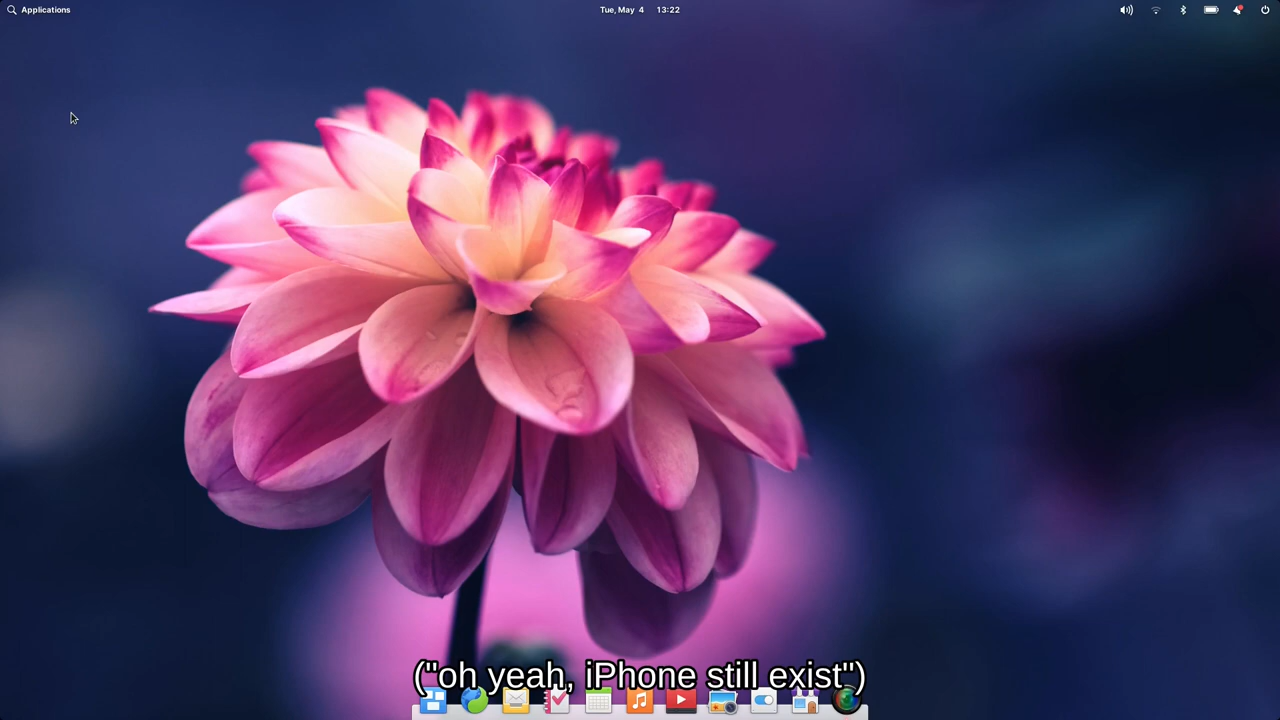 Applications
Tue, May 4 13:22
("oh yeah, iPhone still exist")